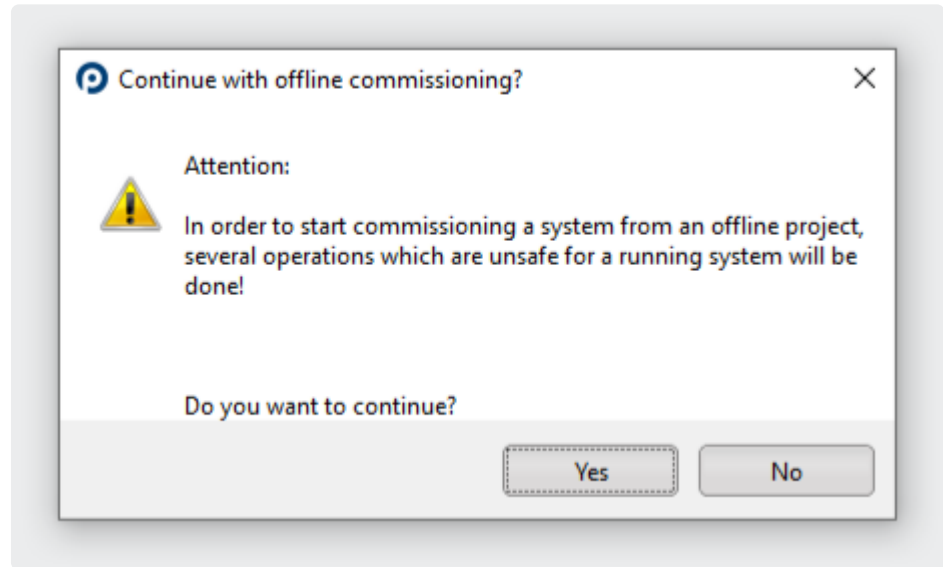 Continue with offline commissioning?
Attention:
In order to start commissioning a system from an offline project,
several operations which are unsafe for a running system will be
done!
Do you want to continue?
Yes
No